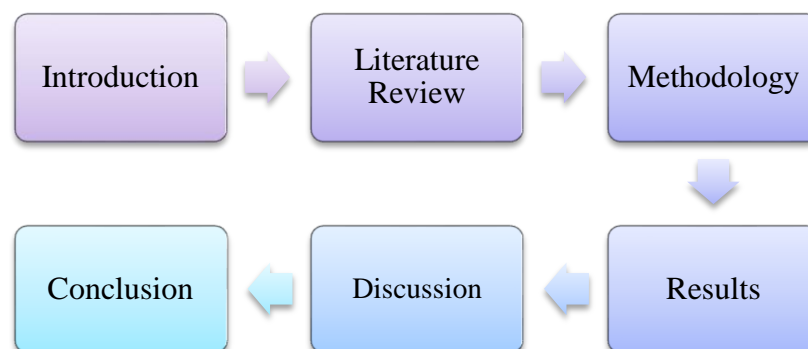 Introduction
Literature
Review
Methodology
Results
Discussion
Conclusion